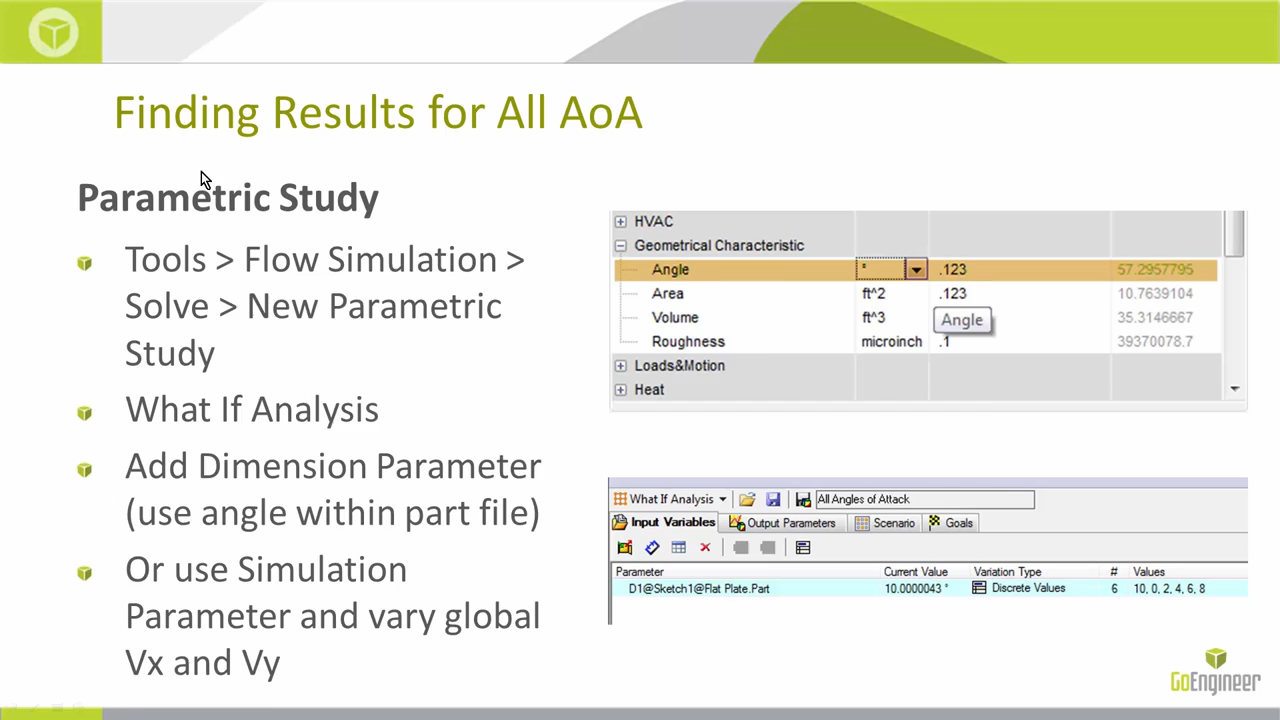 Finding Results for All AoA
Parametric Study
Tools > Flow Simulation >
Solve > New Parametric
Study
What If Analysis
Add Dimension Parameter
(use angle within part file)
Or use Simulation
Parameter and vary global
Vx and Vy
HVAC
Geometrical Characteristic
Angle ° .123 57.2957795
Area ft^2 .123 10.7639104
Volume ft^3 35.3146667
Angle
Roughness microinch .1 39370078.7
Loads&Motion
Heat
What If Analysis All Angles of Attack
Input Variables Output Parameters Scenario Goals
Parameter Current Value Variation Type # Values
D1@Sketch1@Flat Plate.Part 10.0000043 ° Discrete Values 6 10, 0, 2, 4, 6, 8
GoEngineer